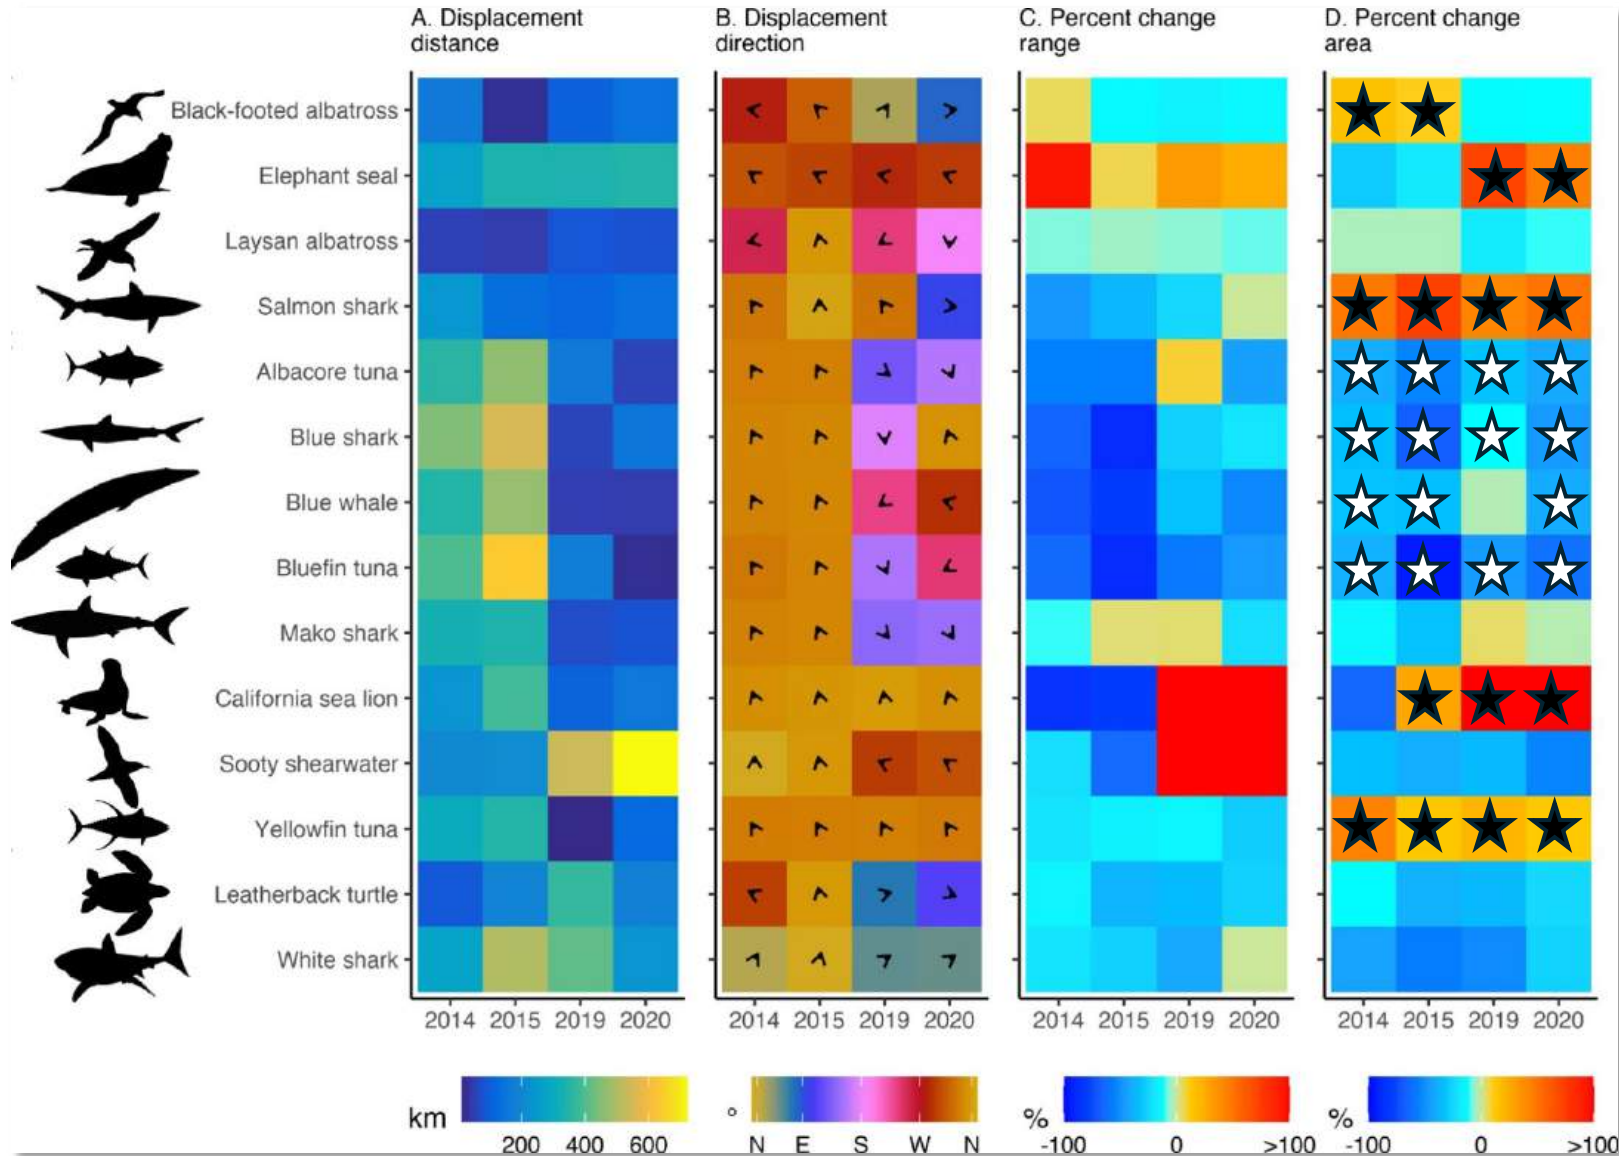 A. Displacement
distance
B. Displacement
direction
C. Percent change
range
D. Percent change
area
Black-footed albatross
Elephant seal
Laysan albatross
Salmon shark
Albacore tuna
Blue shark
Blue whale
Bluefin tuna
Mako shark
California sea lion
Sooty shearwater
Yellowfin tuna
Leatherback turtle
White shark
2014 2015 2019 2020
2014 2015 2019 2020
2014 2015 2019 2020
2014 2015 2019 2020
km
200 400 600
°
N E S W N
%
-100 0 >100
%
-100 0 >100